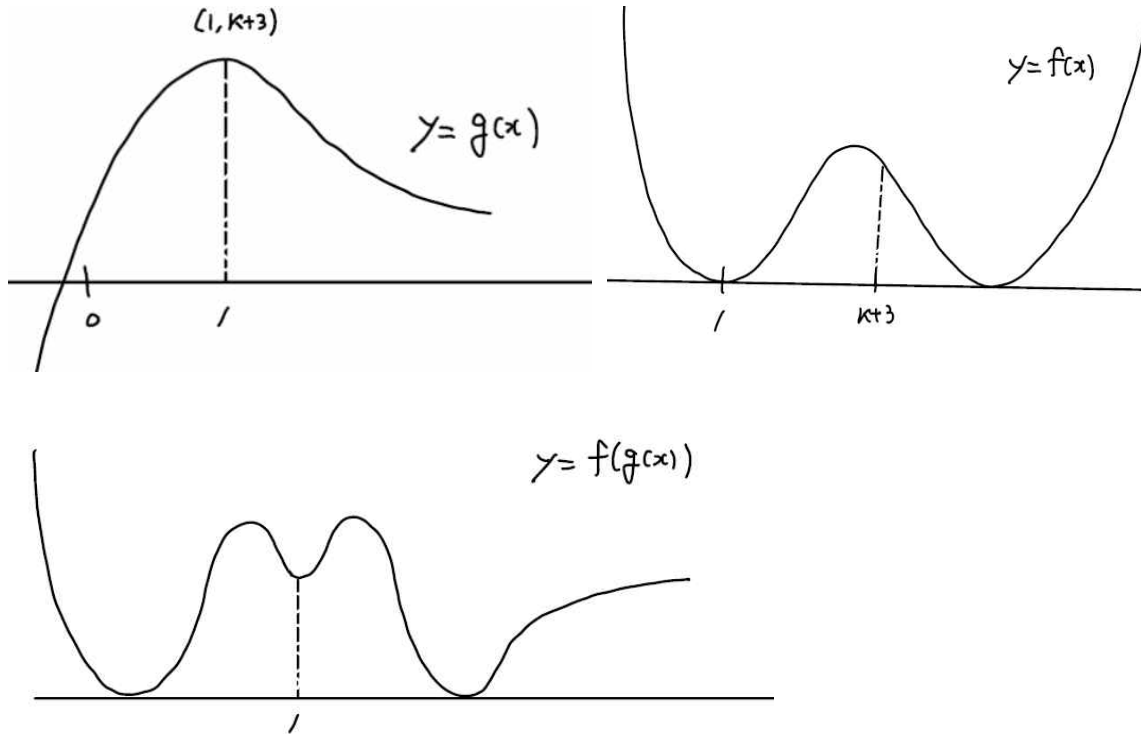 (1, k+3)
y = g(x)
0
1
y = f(x)
1
k+3
y = f(g(x))
1